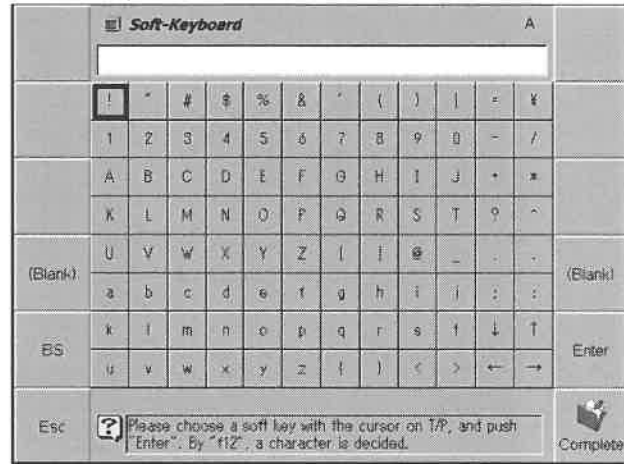 Soft-Keyboard A
! " # $ % & ' ( ) | = ¥
1 2 3 4 5 6 7 8 9 0 - /
A B C D E F G H I J + *
K L M N O P Q R S T ? ^
U V W X Y Z [ ] @ _ , .
(Blank) (Blank)
a b c d e f g h i j ; :
k l m n o p q r s t ↓ ↑
BS Enter
u v w x y z { } < > ← →
Esc Please choose a soft key with the cursor on T/P, and push
"Enter". By "f12", a character is decided.
Complete